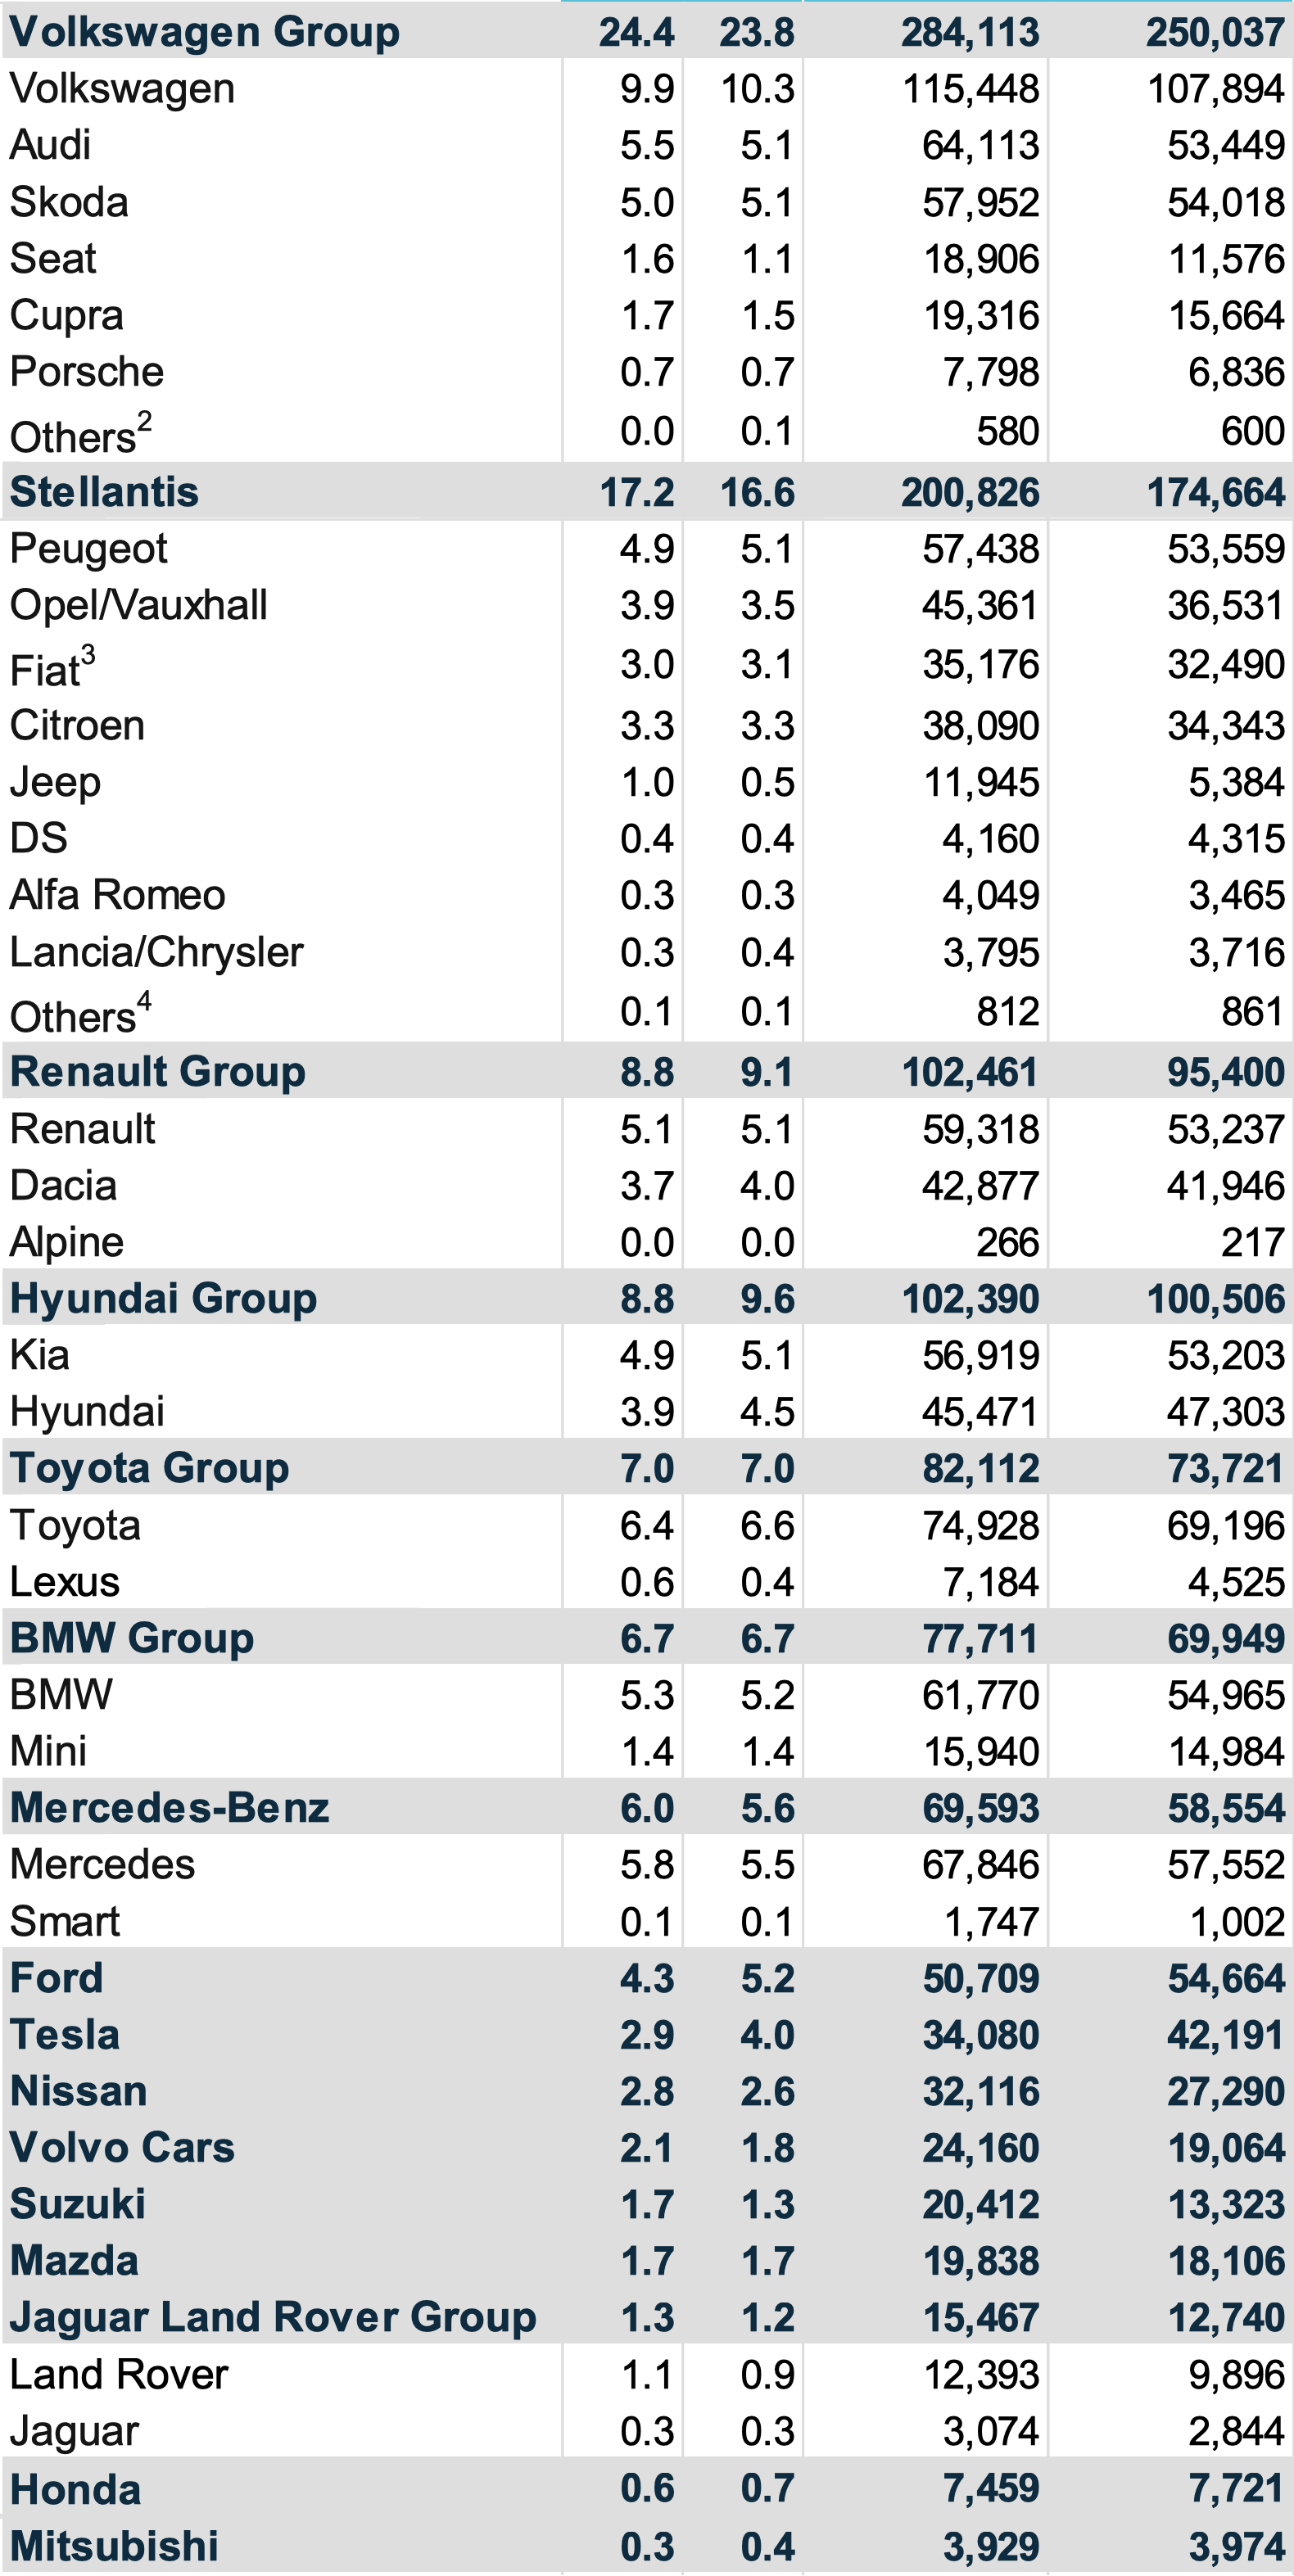 Volkswagen Group 24.4 23.8 284,113 250,037
Volkswagen 9.9 10.3 115,448 107,894
Audi 5.5 5.1 64,113 53,449
Skoda 5.0 5.1 57,952 54,018
Seat 1.6 1.1 18,906 11,576
Cupra 1.7 1.5 19,316 15,664
Porsche 0.7 0.7 7,798 6,836
Others² 0.0 0.1 580 600
Stellantis 17.2 16.6 200,826 174,664
Peugeot 4.9 5.1 57,438 53,559
Opel/Vauxhall 3.9 3.5 45,361 36,531
Fiat³ 3.0 3.1 35,176 32,490
Citroen 3.3 3.3 38,090 34,343
Jeep 1.0 0.5 11,945 5,384
DS 0.4 0.4 4,160 4,315
Alfa Romeo 0.3 0.3 4,049 3,465
Lancia/Chrysler 0.3 0.4 3,795 3,716
Others⁴ 0.1 0.1 812 861
Renault Group 8.8 9.1 102,461 95,400
Renault 5.1 5.1 59,318 53,237
Dacia 3.7 4.0 42,877 41,946
Alpine 0.0 0.0 266 217
Hyundai Group 8.8 9.6 102,390 100,506
Kia 4.9 5.1 56,919 53,203
Hyundai 3.9 4.5 45,471 47,303
Toyota Group 7.0 7.0 82,112 73,721
Toyota 6.4 6.6 74,928 69,196
Lexus 0.6 0.4 7,184 4,525
BMW Group 6.7 6.7 77,711 69,949
BMW 5.3 5.2 61,770 54,965
Mini 1.4 1.4 15,940 14,984
Mercedes-Benz 6.0 5.6 69,593 58,554
Mercedes 5.8 5.5 67,846 57,552
Smart 0.1 0.1 1,747 1,002
Ford 4.3 5.2 50,709 54,664
Tesla 2.9 4.0 34,080 42,191
Nissan 2.8 2.6 32,116 27,290
Volvo Cars 2.1 1.8 24,160 19,064
Suzuki 1.7 1.3 20,412 13,323
Mazda 1.7 1.7 19,838 18,106
Jaguar Land Rover Group 1.3 1.2 15,467 12,740
Land Rover 1.1 0.9 12,393 9,896
Jaguar 0.3 0.3 3,074 2,844
Honda 0.6 0.7 7,459 7,721
Mitsubishi 0.3 0.4 3,929 3,974